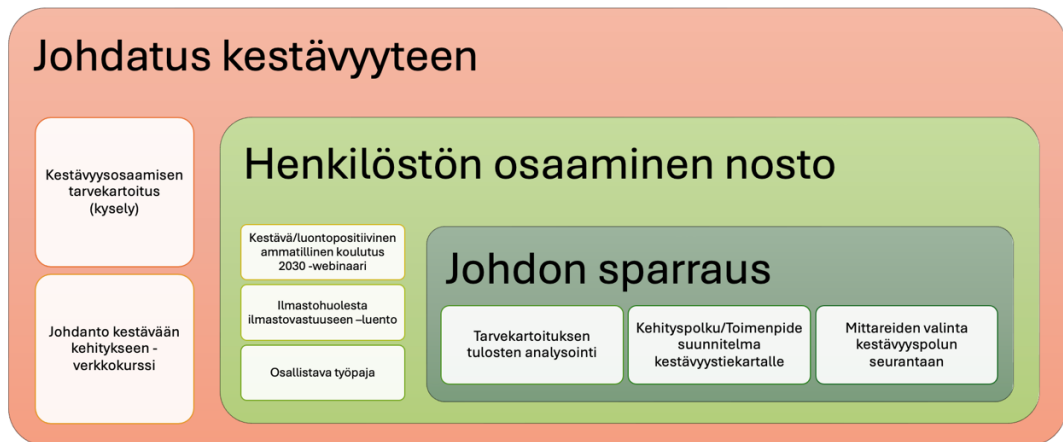 Johdatus kestävyyteen
Kestävyysosaamisen
tarvekartoitus
(kysely)
Johdanto kestävään
kehitykseen -
verkkokurssi
Henkilöstön osaaminen nosto
Kestävä/luontopositiivinen
ammatillinen koulutus
2030 -webinaari
Ilmastohuolesta
ilmastovastuuseen –luento
Osallistava työpaja
Johdon sparraus
Tarvekartoituksen
tulosten analysointi
Kehityspolku/Toimenpide
suunnitelma
kestävyystiekartalle
Mittareiden valinta
kestävyyspolun
seurantaan